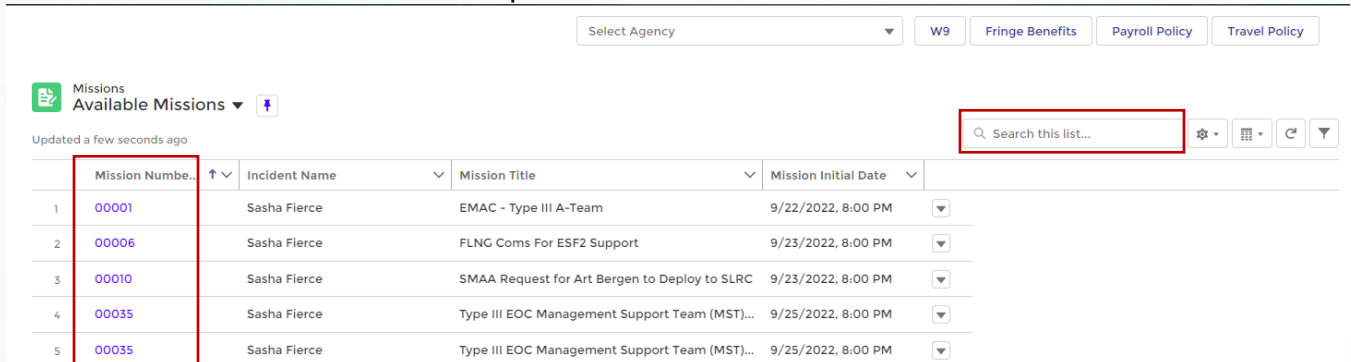 Select Agency W9 Fringe Benefits Payroll Policy Travel Policy
Missions
Available Missions
Search this list...
Updated a few seconds ago
Mission Numbe... Incident Name Mission Title Mission Initial Date
1 00001 Sasha Fierce EMAC - Type III A-Team 9/22/2022, 8:00 PM
2 00006 Sasha Fierce FLNG Coms For ESF2 Support 9/23/2022, 8:00 PM
3 00010 Sasha Fierce SMAA Request for Art Bergen to Deploy to SLRC 9/23/2022, 8:00 PM
4 00035 Sasha Fierce Type III EOC Management Support Team (MST)... 9/25/2022, 8:00 PM
5 00035 Sasha Fierce Type III EOC Management Support Team (MST)... 9/25/2022, 8:00 PM